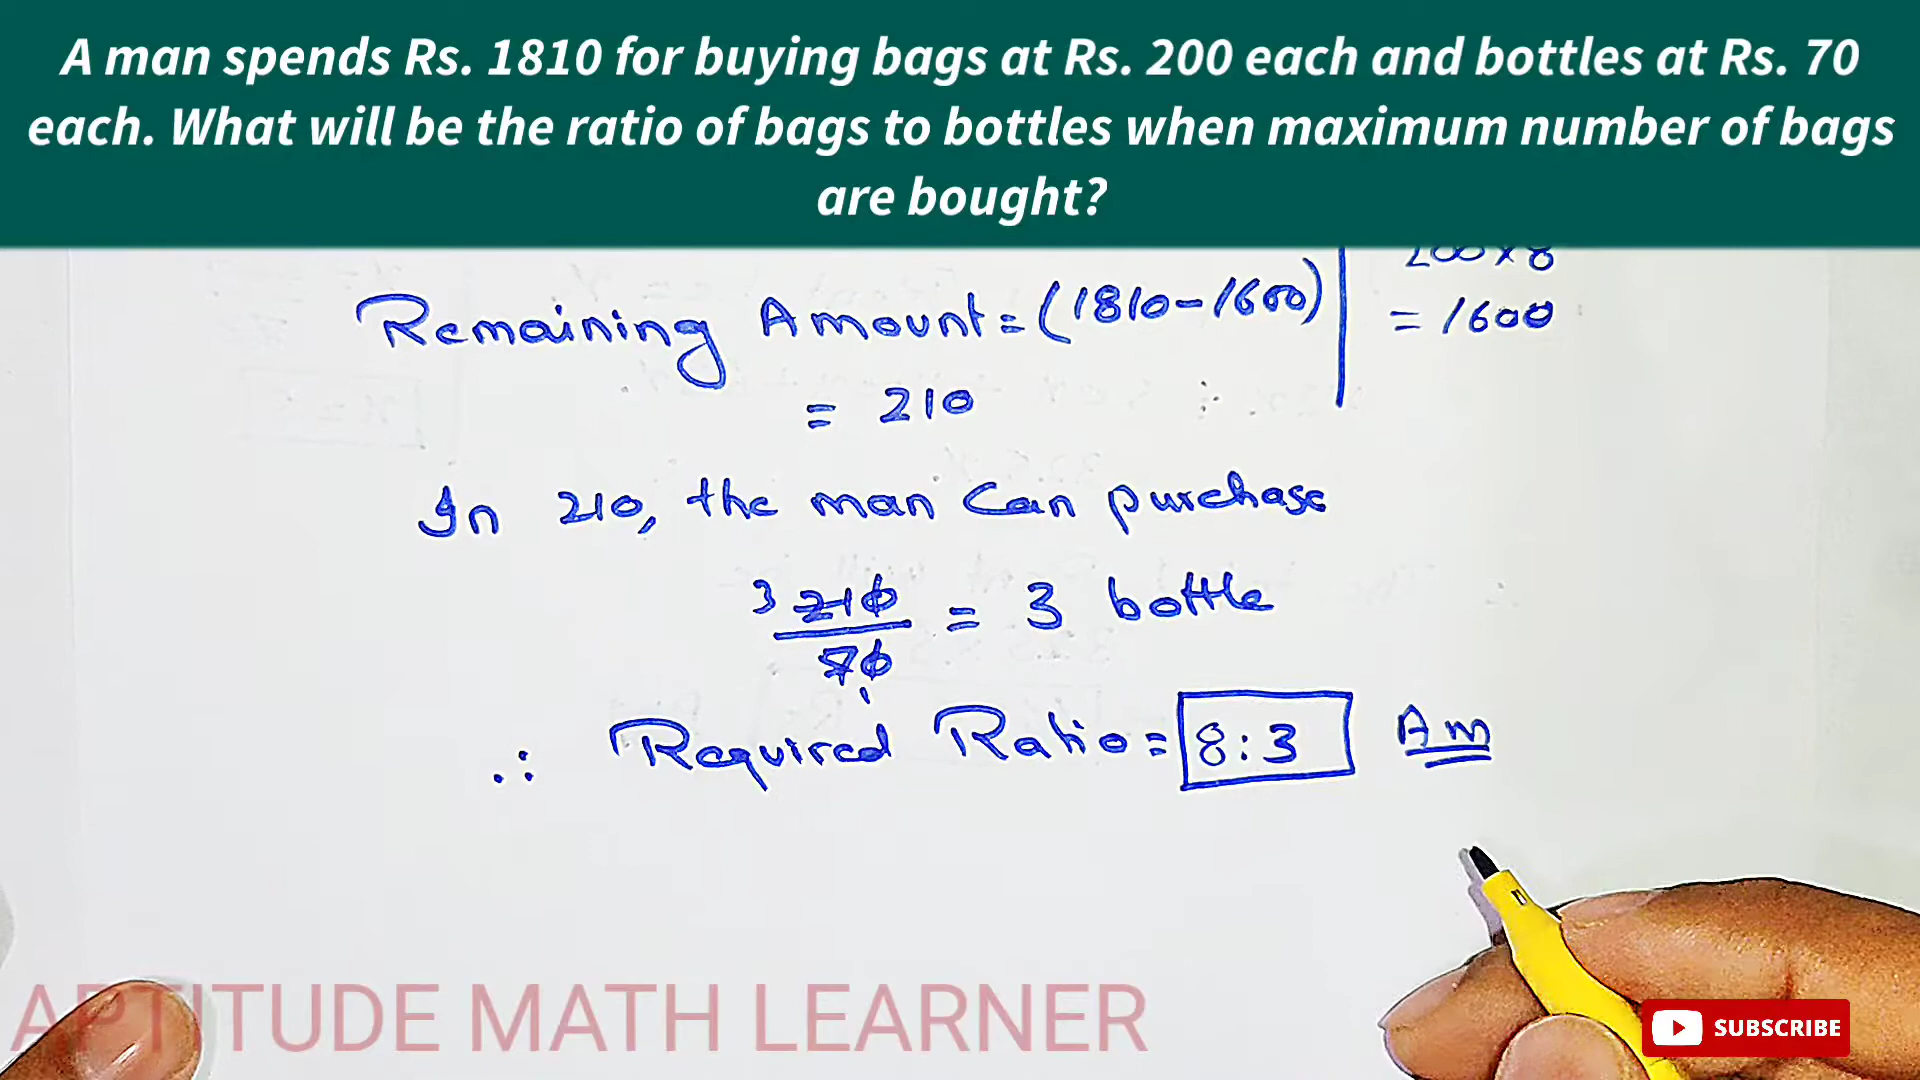 A man spends Rs. 1810 for buying bags at Rs. 200 each and bottles at Rs. 70
each. What will be the ratio of bags to bottles when maximum number of bags
are bought?
200x8
Remaining Amount = (1810-1600)
= 1600
= 210
In 210, the man can purchase
3 210
70
1
= 3 bottle
∴ Required Ratio = 8:3 An
APTITUDE MATH LEARNER
SUBSCRIBE